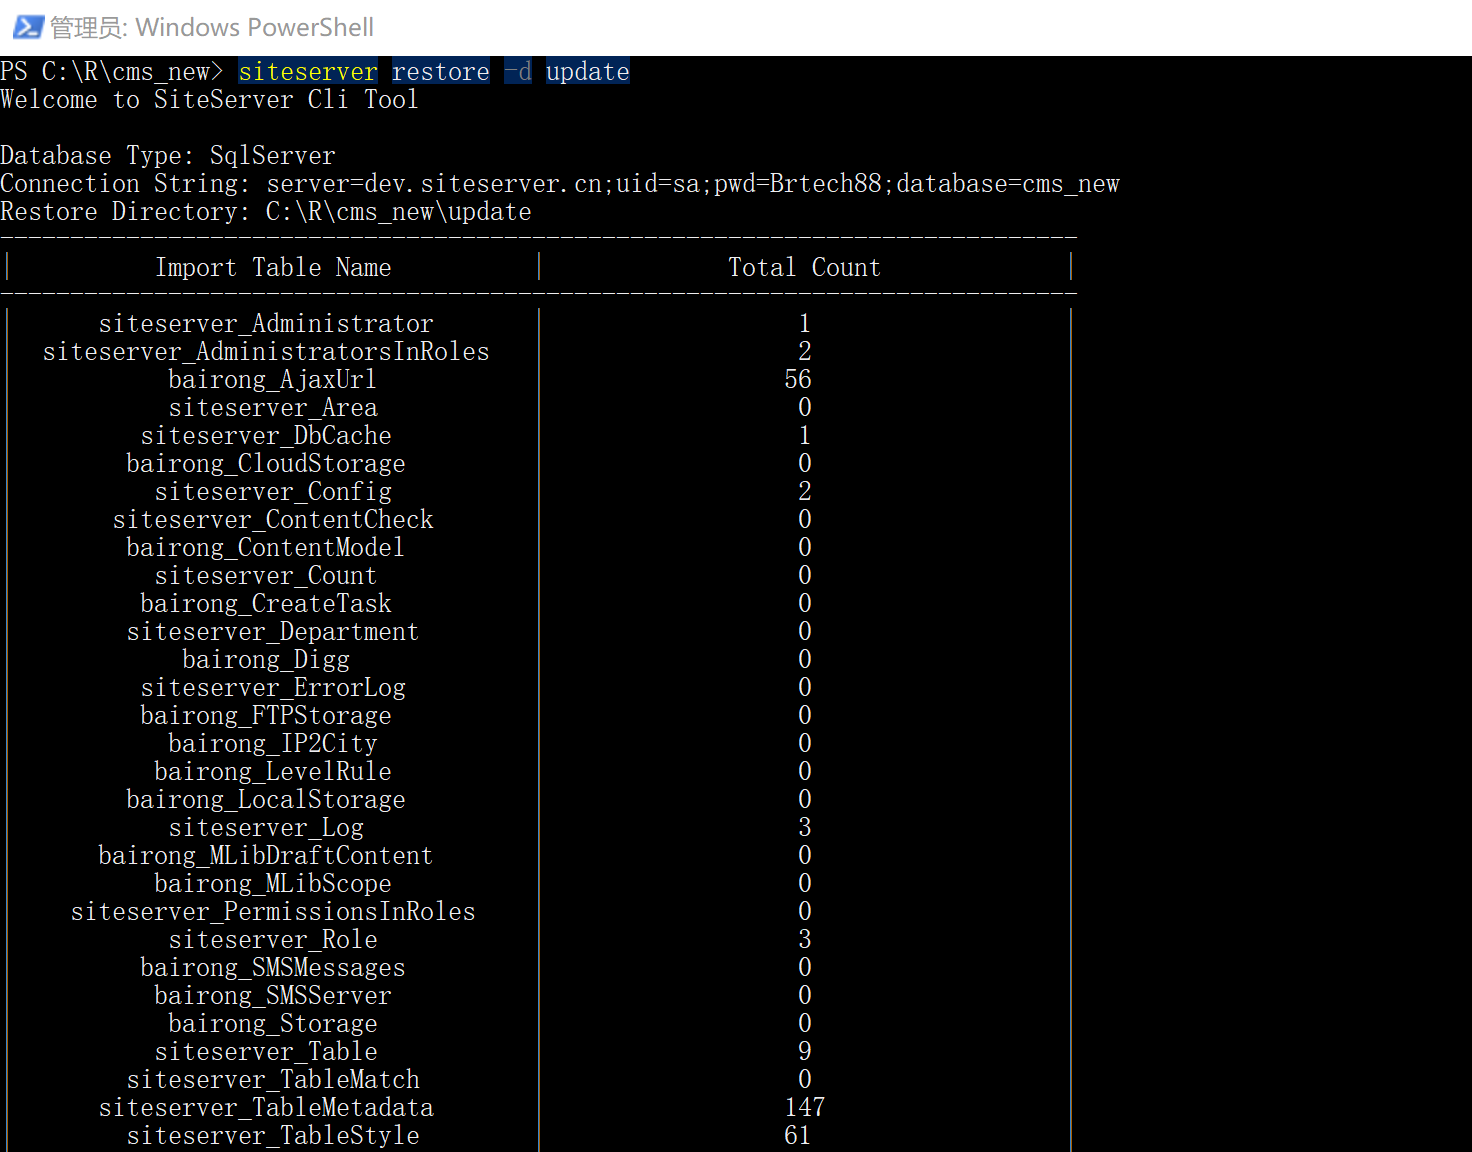 管理员: Windows PowerShell
PS C:\R\cms_new> siteserver restore -d update
Welcome to SiteServer Cli Tool
Database Type: SqlServer
Connection String: server=dev.siteserver.cn;uid=sa;pwd=Brtech88;database=cms_new
Restore Directory: C:\R\cms_new\update
Import Table Name Total Count
siteserver_Administrator 1
siteserver_AdministratorsInRoles 2
bairong_AjaxUrl 56
siteserver_Area 0
siteserver_DbCache 1
bairong_CloudStorage 0
siteserver_Config 2
siteserver_ContentCheck 0
bairong_ContentModel 0
siteserver_Count 0
bairong_CreateTask 0
siteserver_Department 0
bairong_Digg 0
siteserver_ErrorLog 0
bairong_FTPStorage 0
bairong_IP2City 0
bairong_LevelRule 0
bairong_LocalStorage 0
siteserver_Log 3
bairong_MLibDraftContent 0
bairong_MLibScope 0
siteserver_PermissionsInRoles 0
siteserver_Role 3
bairong_SMSMessages 0
bairong_SMSServer 0
bairong_Storage 0
siteserver_Table 9
siteserver_TableMatch 0
siteserver_TableMetadata 147
siteserver_TableStyle 61